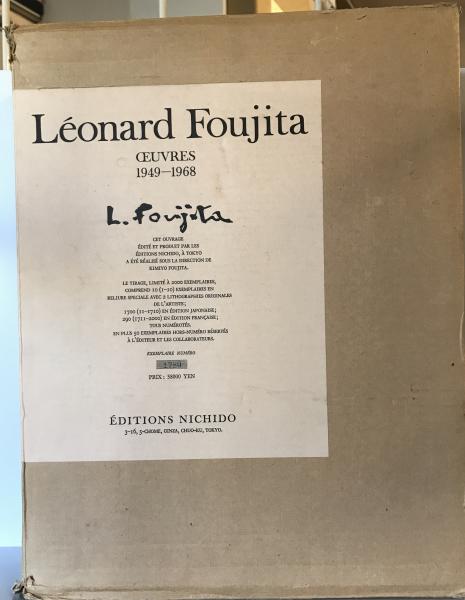 Léonard Foujita
ŒUVRES
1949—1968
L. Foujita
CET OUVRAGE
ÉDITÉ ET PRODUIT PAR LES
ÉDITIONS NICHIDO, À TOKYO
A ÉTÉ RÉALISÉ SOUS LA DIRECTION DE
KIMIYO FOUJITA.
LE TIRAGE, LIMITÉ À 2000 EXEMPLAIRES,
COMPREND 10 (1-10) EXEMPLAIRES EN
RELIURE SPECIALE AVEC 2 LITHOGRAPHIES ORIGINALES
DE L'ARTISTE;
1700 (11-1710) EN ÉDITION JAPONAISE;
290 (1711-2000) EN ÉDITION FRANÇAISE;
TOUS NUMÉROTÉS.
EN PLUS 50 EXEMPLAIRES HORS-NUMÉRO RÉSERVÉS
À L'ÉDITEUR ET LES COLLABORATEURS.
EXEMPLAIRE NUMÉRO
PRIX: 38000 YEN
ÉDITIONS NICHIDO
3-16, 5-CHOME, GINZA, CHUO-KU, TOKYO.